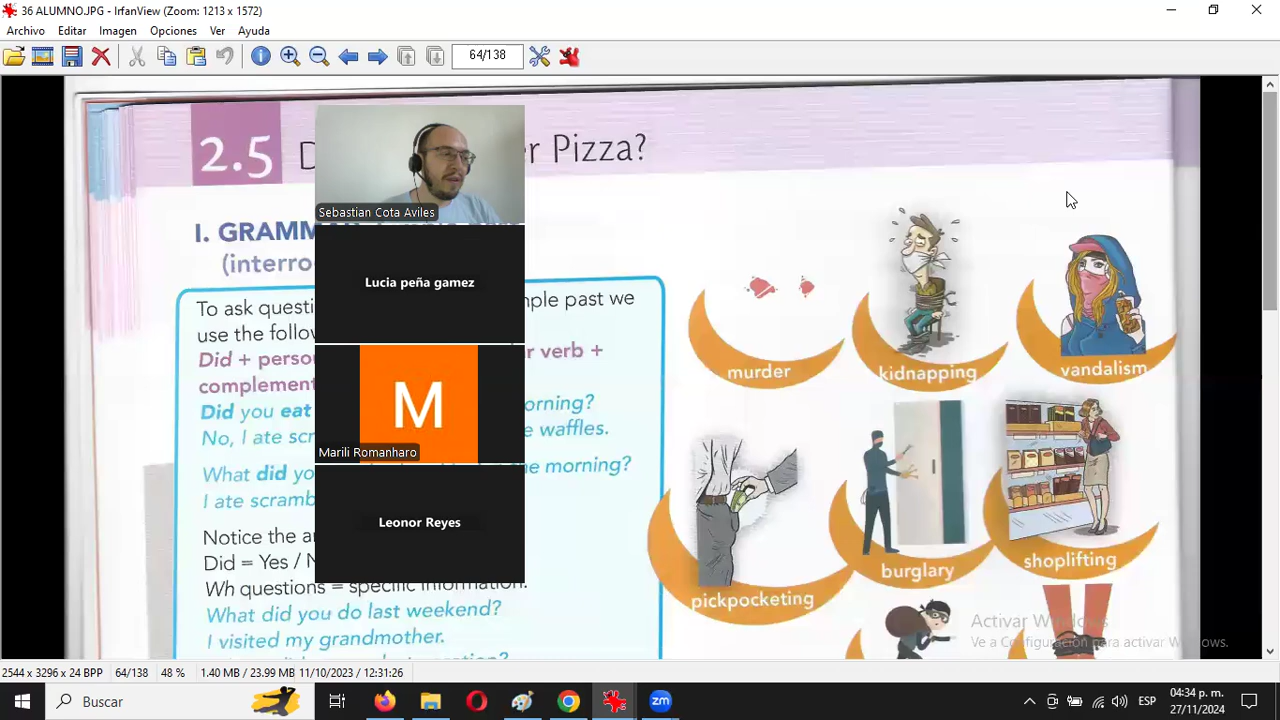 36 ALUMNO.JPG - IrfanView (Zoom: 1213 x 1572)
Archivo Editar Imagen Opciones Ver Ayuda
64/138
2.5 D er Pizza?
I. GRAMM
(interro
To ask questi mple past we
use the follow
Did + perso r verb +
complement
Did you eat orning?
No, I ate scr e waffles.
What did yo he morning?
I ate scramb
Notice the a
Did = Yes / N
Wh questions = specific information.
What did you do last weekend?
I visited my grandmother.
Sebastian Cota Aviles
Lucia peña gamez
M
Marili Romanharo
Leonor Reyes
murder
kidnapping
vandalism
pickpocketing
burglary
shoplifting
Activar Windows
Ve a Configuración para activar Windows.
2544 x 3296 x 24 BPP 64/138 48 % 1.40 MB / 23.99 MB 11/10/2023 / 12:31:26
Buscar
zm
ESP
04:34 p. m.
27/11/2024